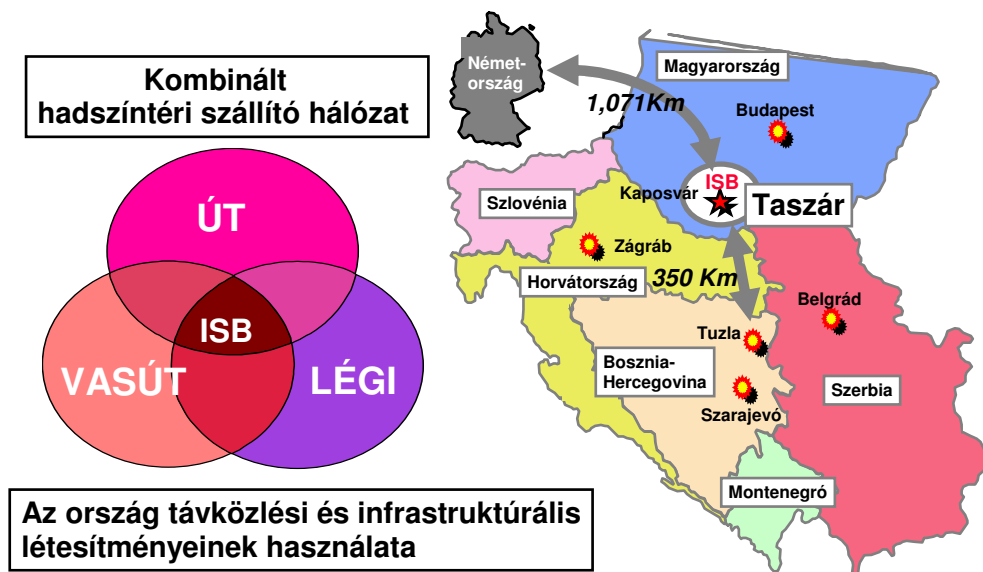 Kombinált
hadszíntéri szállító hálózat
ÚT
ISB
VASÚT
LÉGI
Az ország távközlési és infrastruktúrális
létesítményeinek használata
Német-
ország
1,071Km
Magyarország
Budapest
ISB
Kaposvár
Taszár
Szlovénia
Zágráb
Horvátország
350 Km
Belgrád
Tuzla
Bosznia-
Hercegovina
Szarajevó
Szerbia
Montenegró